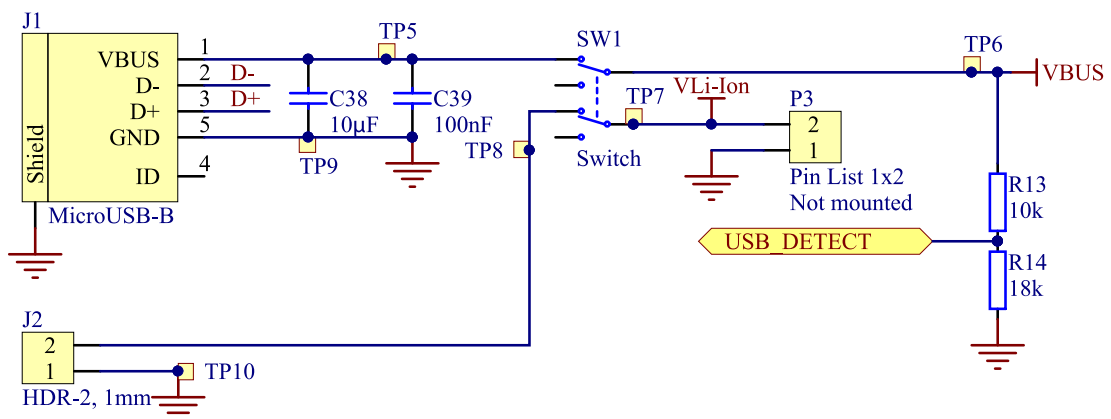 J1
Shield
VBUS
1
D-
2
D-
D+
3
D+
GND
5
ID
4
MicroUSB-B
C38
10µF
TP9
TP5
C39
100nF
SW1
Switch
TP8
TP7
VLi-Ion
P3
2
1
Pin List 1x2
Not mounted
TP6
VBUS
R13
10k
USB_DETECT
R14
18k
J2
2
1
HDR-2, 1mm
TP10